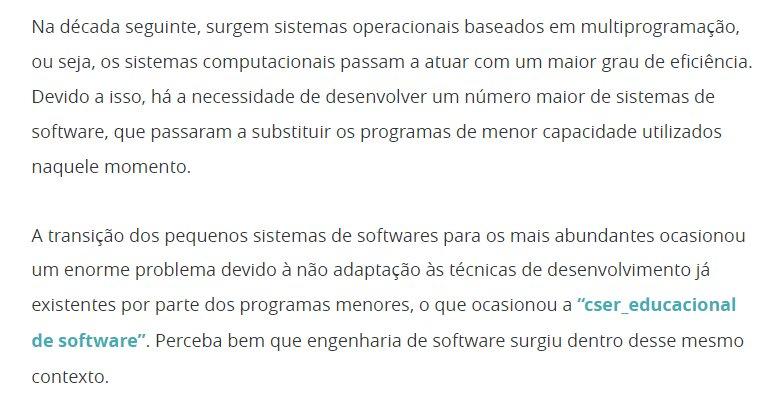 Na década seguinte, surgem sistemas operacionais baseados em multiprogramação,
ou seja, os sistemas computacionais passam a atuar com um maior grau de eficiência.
Devido a isso, há a necessidade de desenvolver um número maior de sistemas de
software, que passaram a substituir os programas de menor capacidade utilizados
naquele momento.
A transição dos pequenos sistemas de softwares para os mais abundantes ocasionou
um enorme problema devido à não adaptação às técnicas de desenvolvimento já
existentes por parte dos programas menores, o que ocasionou a “cser_educacional
de software”. Perceba bem que engenharia de software surgiu dentro desse mesmo
contexto.